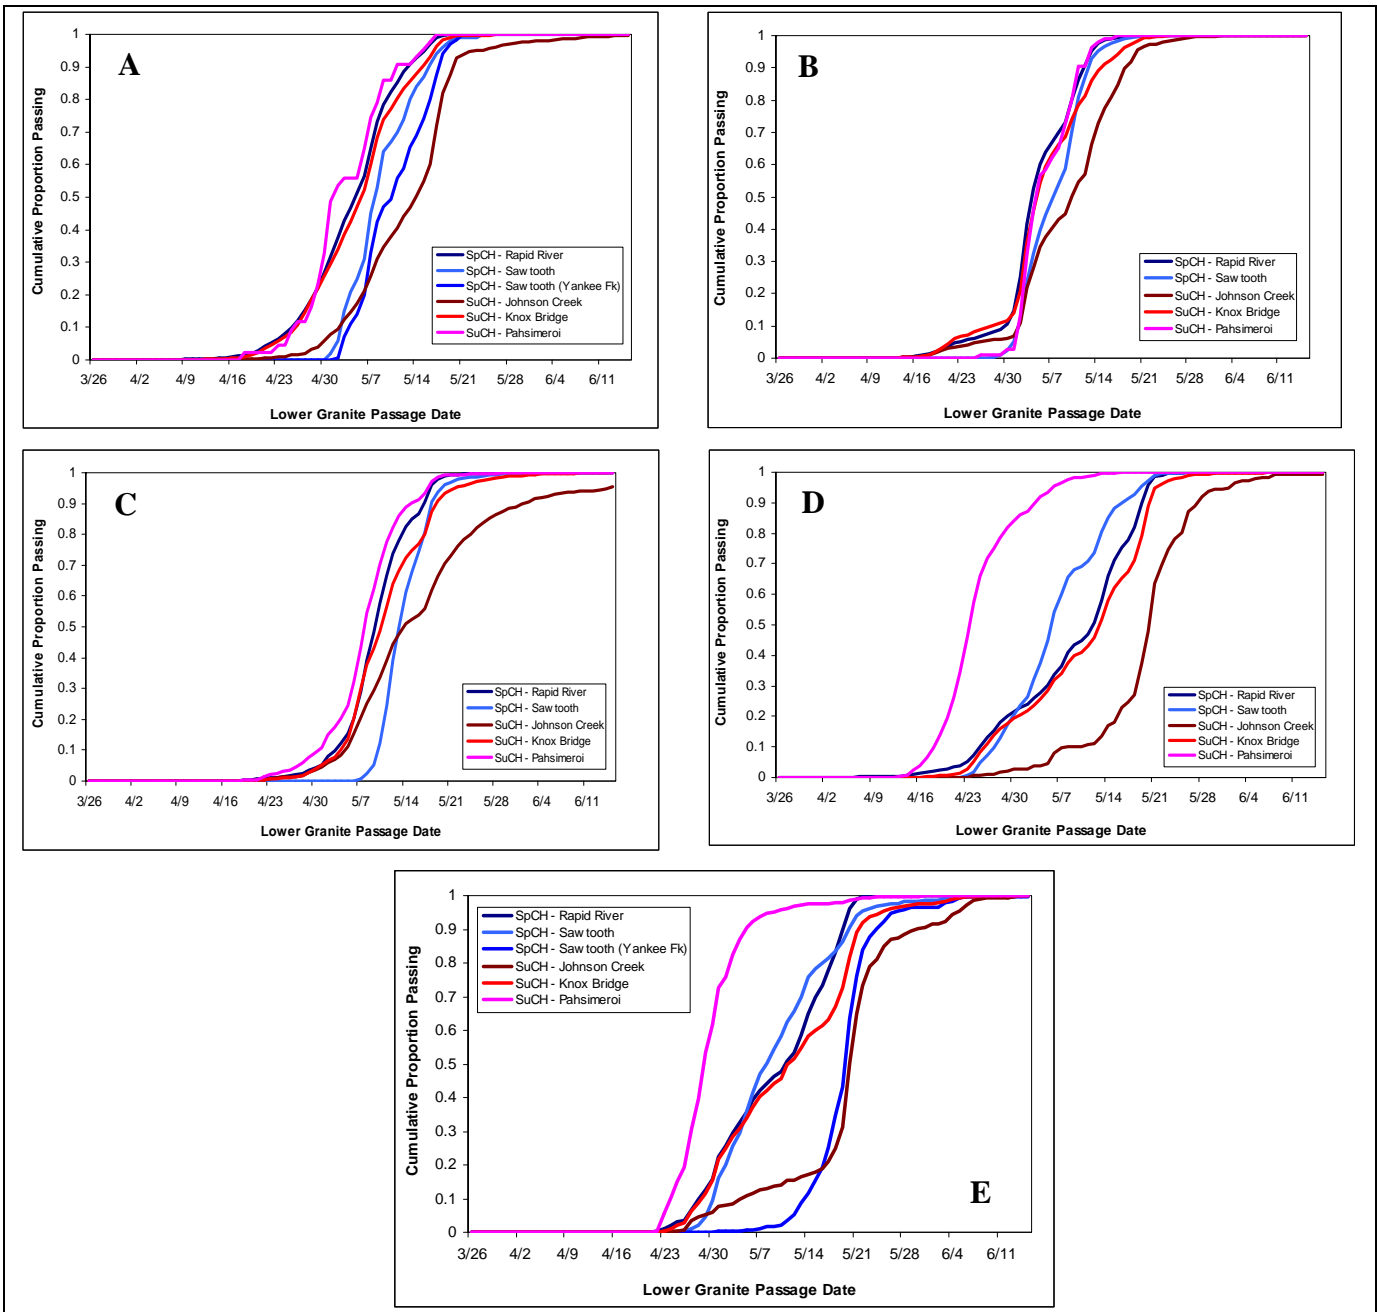 A
Cumulative Proportion Passing
1
0.9
0.8
0.7
0.6
0.5
0.4
0.3
0.2
0.1
0
SpCH - Rapid River
SpCH - Sawtooth
SpCH - Sawtooth (Yankee Fk)
SuCH - Johnson Creek
SuCH - Knox Bridge
SuCH - Pahsimeroi
3/26 4/2 4/9 4/16 4/23 4/30 5/7 5/14 5/21 5/28 6/4 6/11
Lower Granite Passage Date
B
Cumulative Proportion Passing
1
0.9
0.8
0.7
0.6
0.5
0.4
0.3
0.2
0.1
0
SpCH - Rapid River
SpCH - Sawtooth
SuCH - Johnson Creek
SuCH - Knox Bridge
SuCH - Pahsimeroi
3/26 4/2 4/9 4/16 4/23 4/30 5/7 5/14 5/21 5/28 6/4 6/11
Lower Granite Passage Date
C
Cumulative Proportion Passing
1
0.9
0.8
0.7
0.6
0.5
0.4
0.3
0.2
0.1
0
SpCH - Rapid River
SpCH - Sawtooth
SuCH - Johnson Creek
SuCH - Knox Bridge
SuCH - Pahsimeroi
3/26 4/2 4/9 4/16 4/23 4/30 5/7 5/14 5/21 5/28 6/4 6/11
Lower Granite Passage Date
D
Cumulative Proportion Passing
1
0.9
0.8
0.7
0.6
0.5
0.4
0.3
0.2
0.1
0
SpCH - Rapid River
SpCH - Sawtooth
SuCH - Johnson Creek
SuCH - Knox Bridge
SuCH - Pahsimeroi
3/26 4/2 4/9 4/16 4/23 4/30 5/7 5/14 5/21 5/28 6/4 6/11
Lower Granite Passage Date
Cumulative Proportion Passing
1
0.9
0.8
0.7
0.6
0.5
0.4
0.3
0.2
0.1
0
SpCH - Rapid River
SpCH - Sawtooth
SpCH - Sawtooth (Yankee Fk)
SuCH - Johnson Creek
SuCH - Knox Bridge
SuCH - Pahsimeroi
E
3/26 4/2 4/9 4/16 4/23 4/30 5/7 5/14 5/21 5/28 6/4 6/11
Lower Granite Passage Date